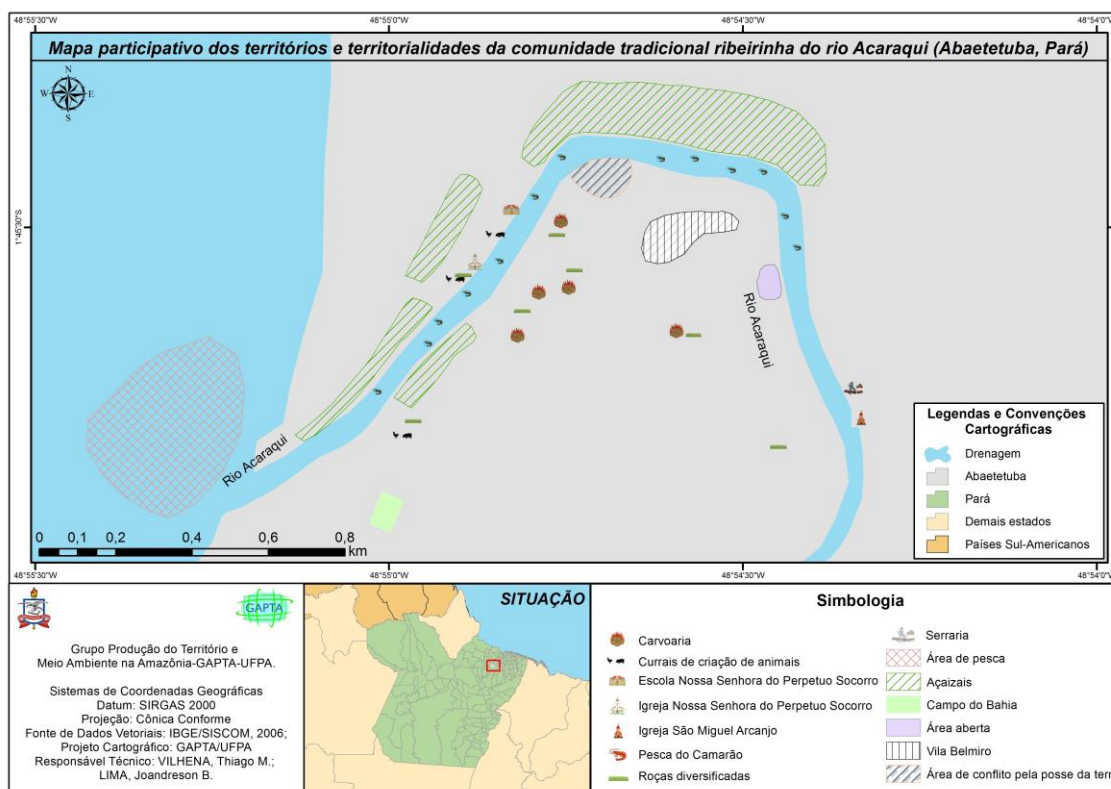 48°55'30"W
48°55'0"W
48°54'30"W
48°54'0"W
Mapa participativo dos territórios e territorialidades da comunidade tradicional ribeirinha do rio Acaraqui (Abaetetuba, Pará)
N
W
E
S
1°45'30"S
1°45'30"S
Rio Acaraqui
Rio Acaraqui
0 0,1 0,2 0,4 0,6 0,8
km
Legendas e Convenções
Cartográficas
Drenagem
Abaetetuba
Pará
Demais estados
Países Sul-Americanos
48°55'30"W
48°55'0"W
48°54'30"W
48°54'0"W
GAPTA
Grupo Produção do Território e
Meio Ambiente na Amazônia-GAPTA-UFPA.
Sistemas de Coordenadas Geográficas
Datum: SIRGAS 2000
Projeção: Cônica Conforme
Fonte de Dados Vetoriais: IBGE/SISCOM, 2006;
Projeto Cartográfico: GAPTA/UFPA
Responsável Técnico: VILHENA, Thiago M.;
LIMA, Joandreson B.
SITUAÇÃO
Simbologia
Carvoaria
Currais de criação de animais
Escola Nossa Senhora do Perpetuo Socorro
Igreja Nossa Senhora do Perpetuo Socorro
Igreja São Miguel Arcanjo
Pesca do Camarão
Roças diversificadas
Serraria
Área de pesca
Açaizais
Campo do Bahia
Área aberta
Vila Belmiro
Área de conflito pela posse da terr